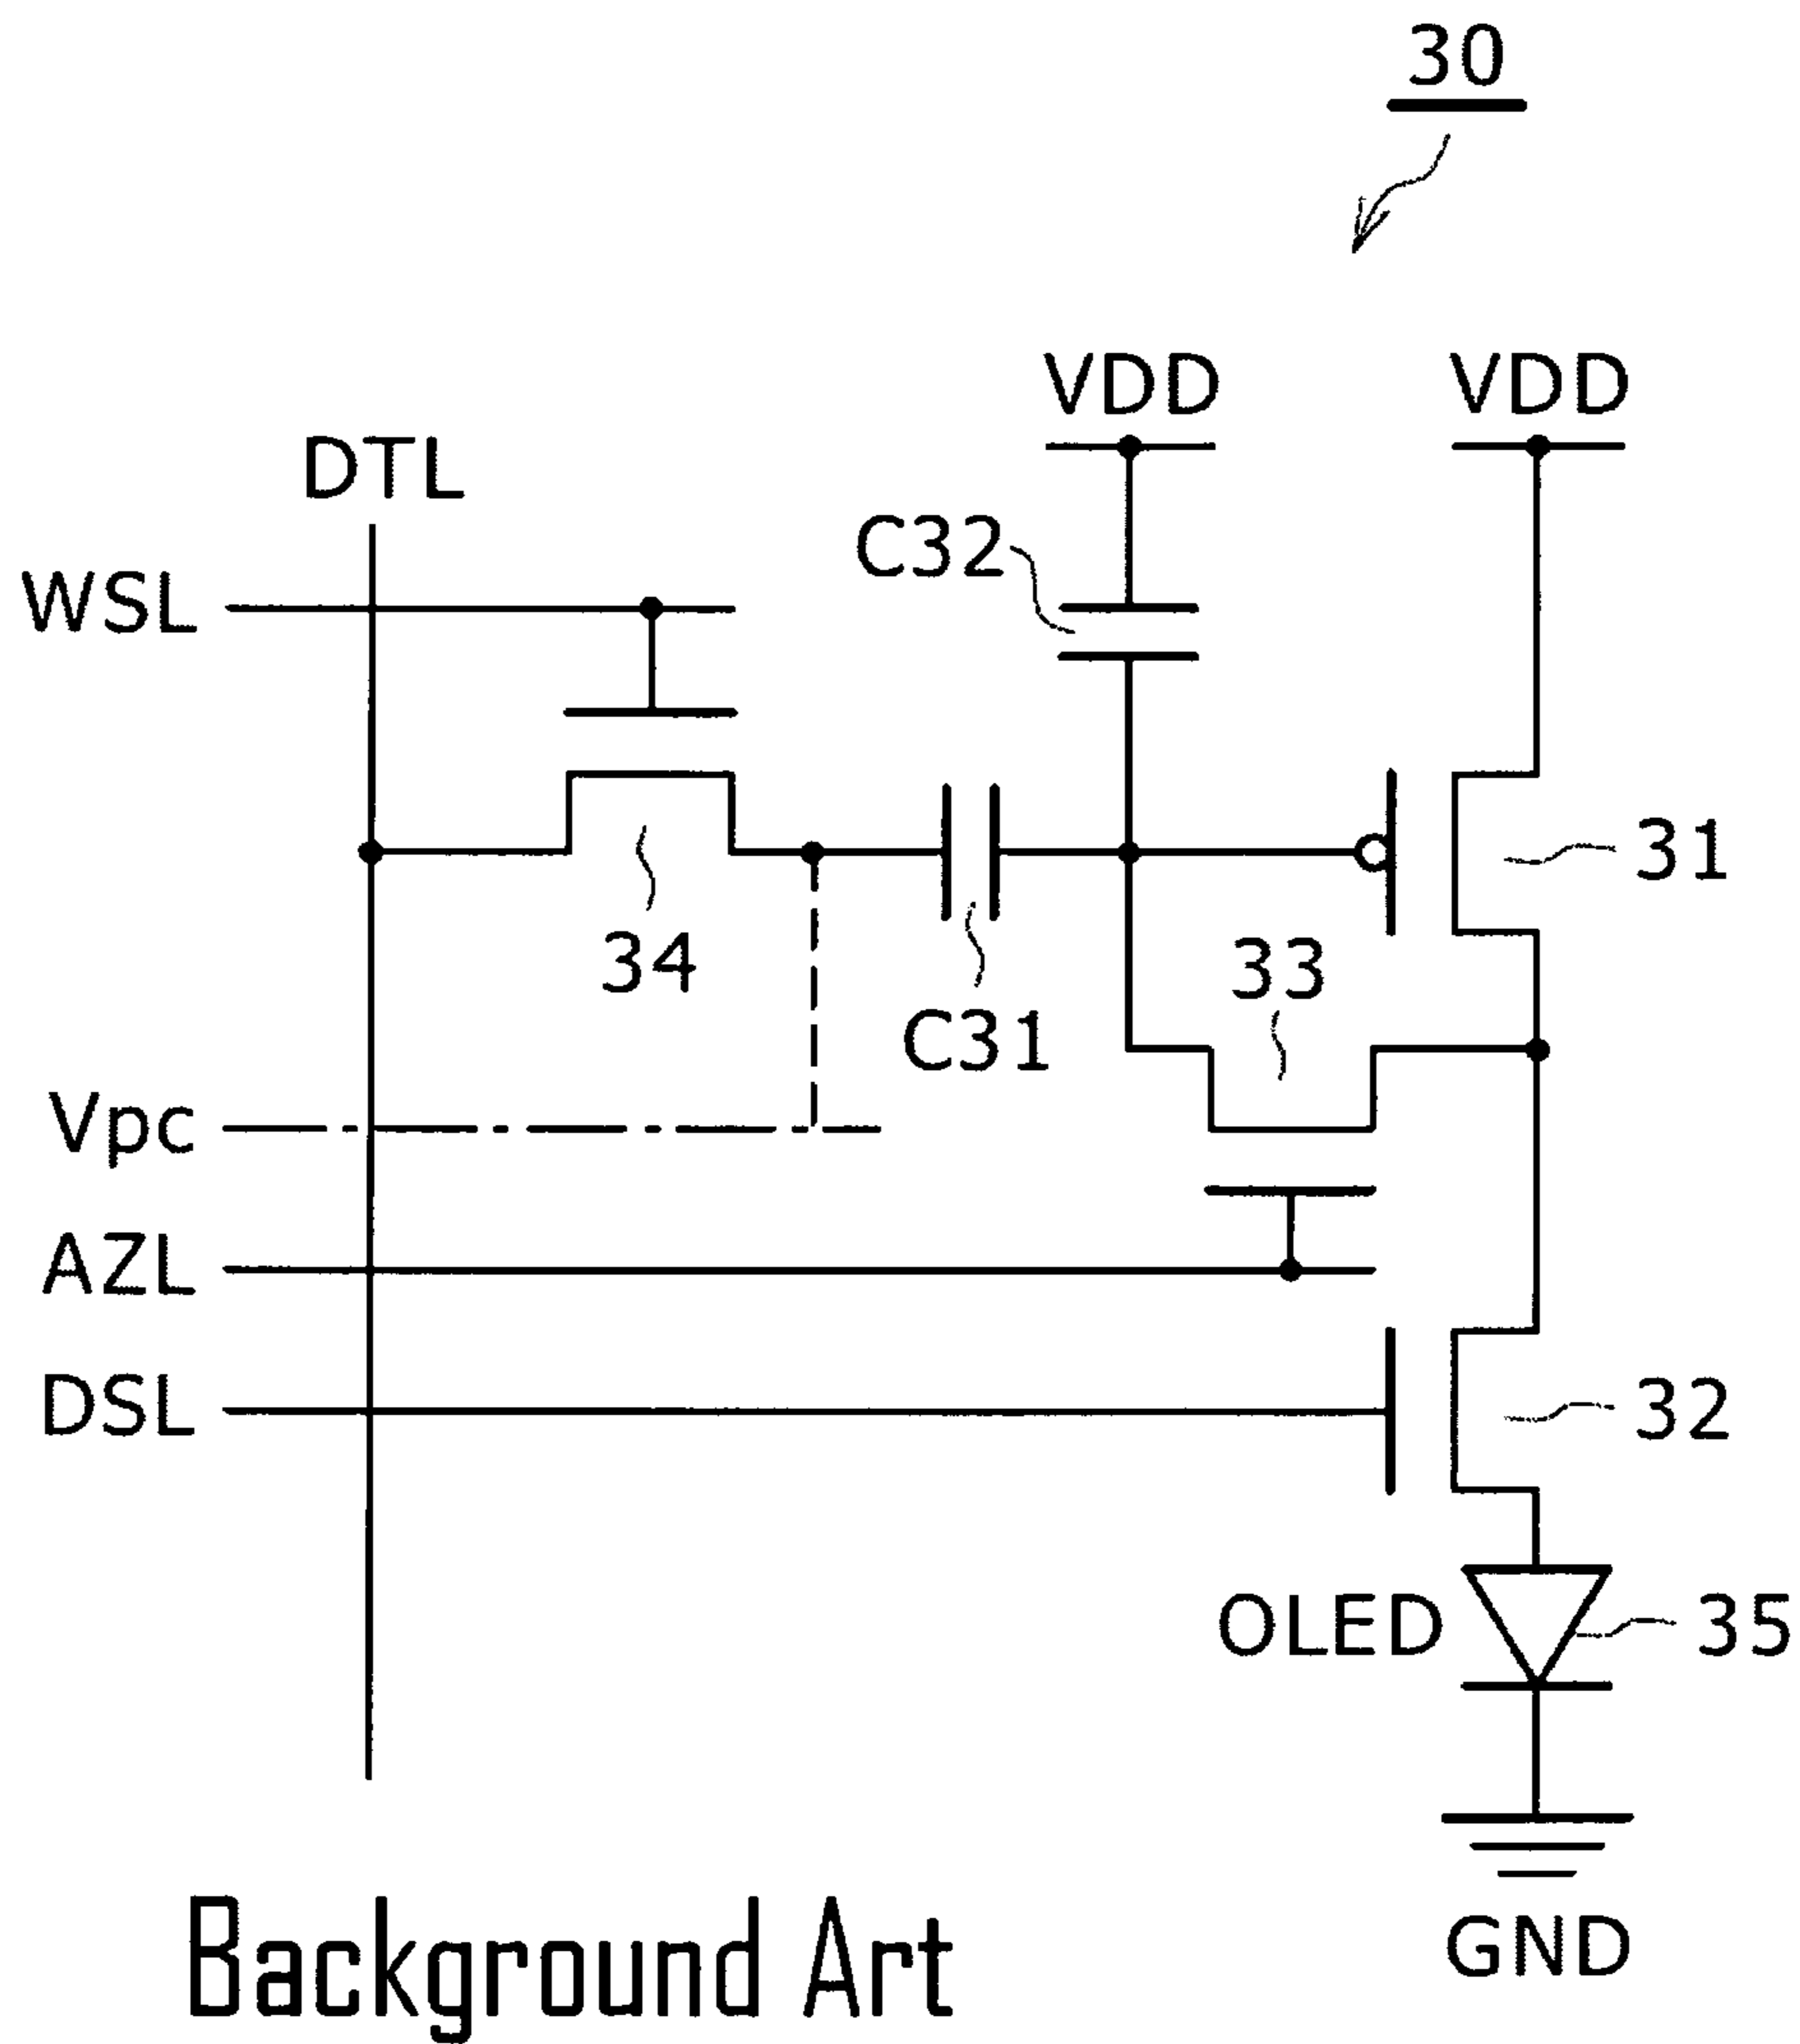 30
VDD VDD
DTL
C32
WSL
31
34
33
C31
Vpc
AZL
DSL
32
OLED 35
GND
Background Art